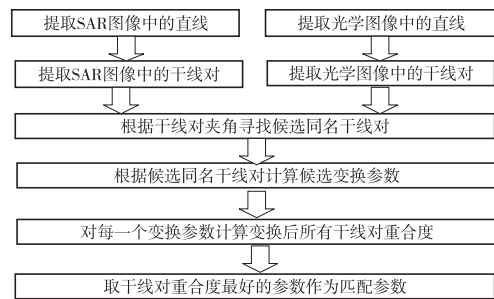 提取SAR图像中的直线
提取光学图像中的直线
提取SAR图像中的干线对
提取光学图像中的干线对
根据干线对夹角寻找候选同名干线对
根据候选同名干线对计算候选变换参数
对每一个变换参数计算变换后所有干线对重合度
取干线对重合度最好的参数作为匹配参数